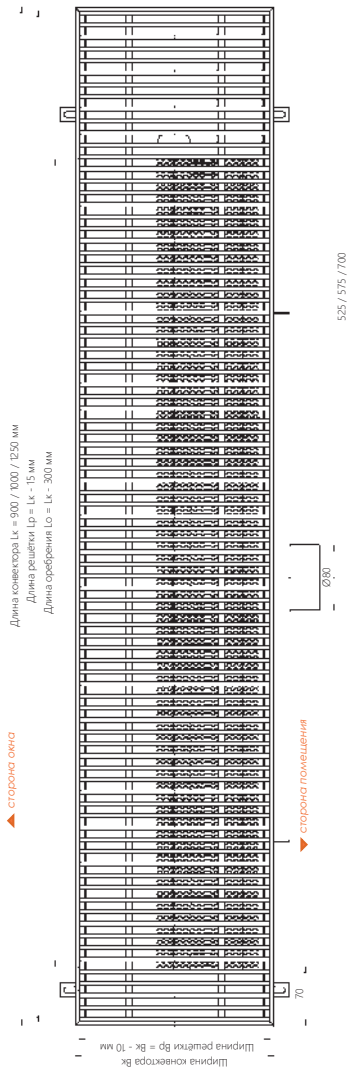 сторона окна
Длина конвектора Lк = 900 / 1000 / 1250 мм
Длина решётки Lр = Lк - 15 мм
Длина оребрения Lо = Lк - 300 мм
525 / 575 / 700
Ø80
сторона помещения
70
Ширина решётки Вр = Вк - 10 мм
Ширина конвектора Вк